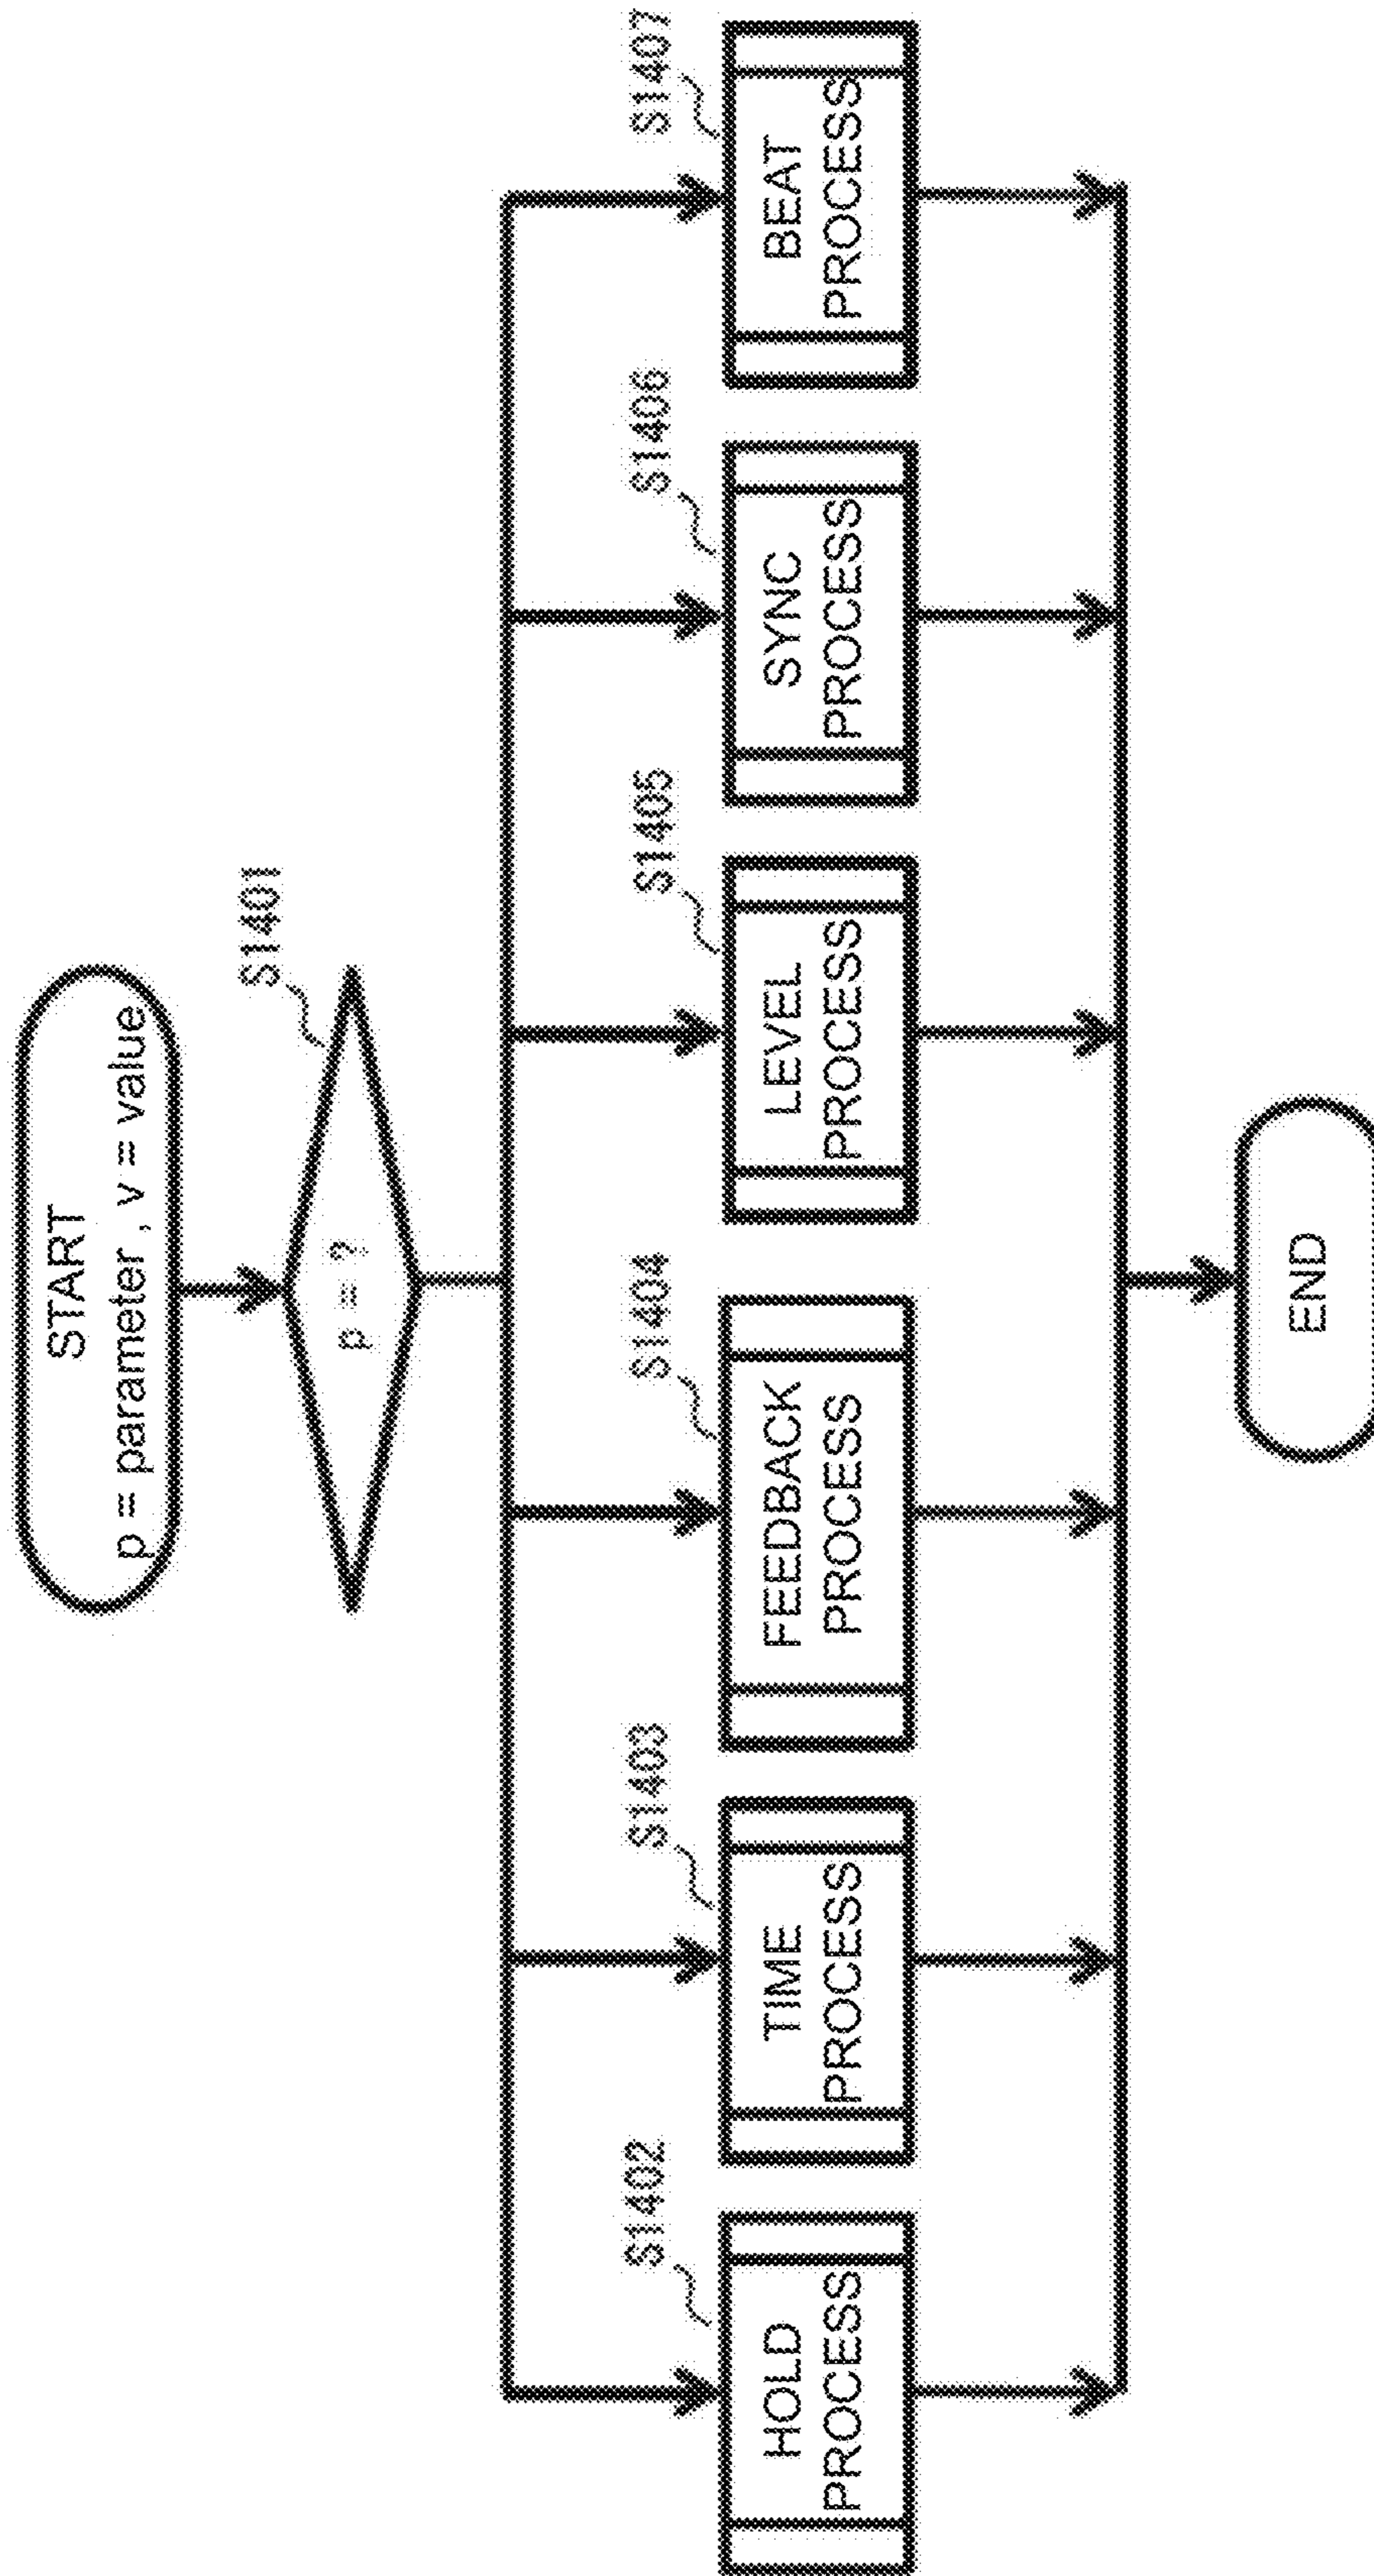 START
p = parameter , v = value
S1401
p = ?
S1402
HOLD
PROCESS
S1403
TIME
PROCESS
S1404
FEEDBACK
PROCESS
S1405
LEVEL
PROCESS
S1406
SYNC
PROCESS
S1407
BEAT
PROCESS
END